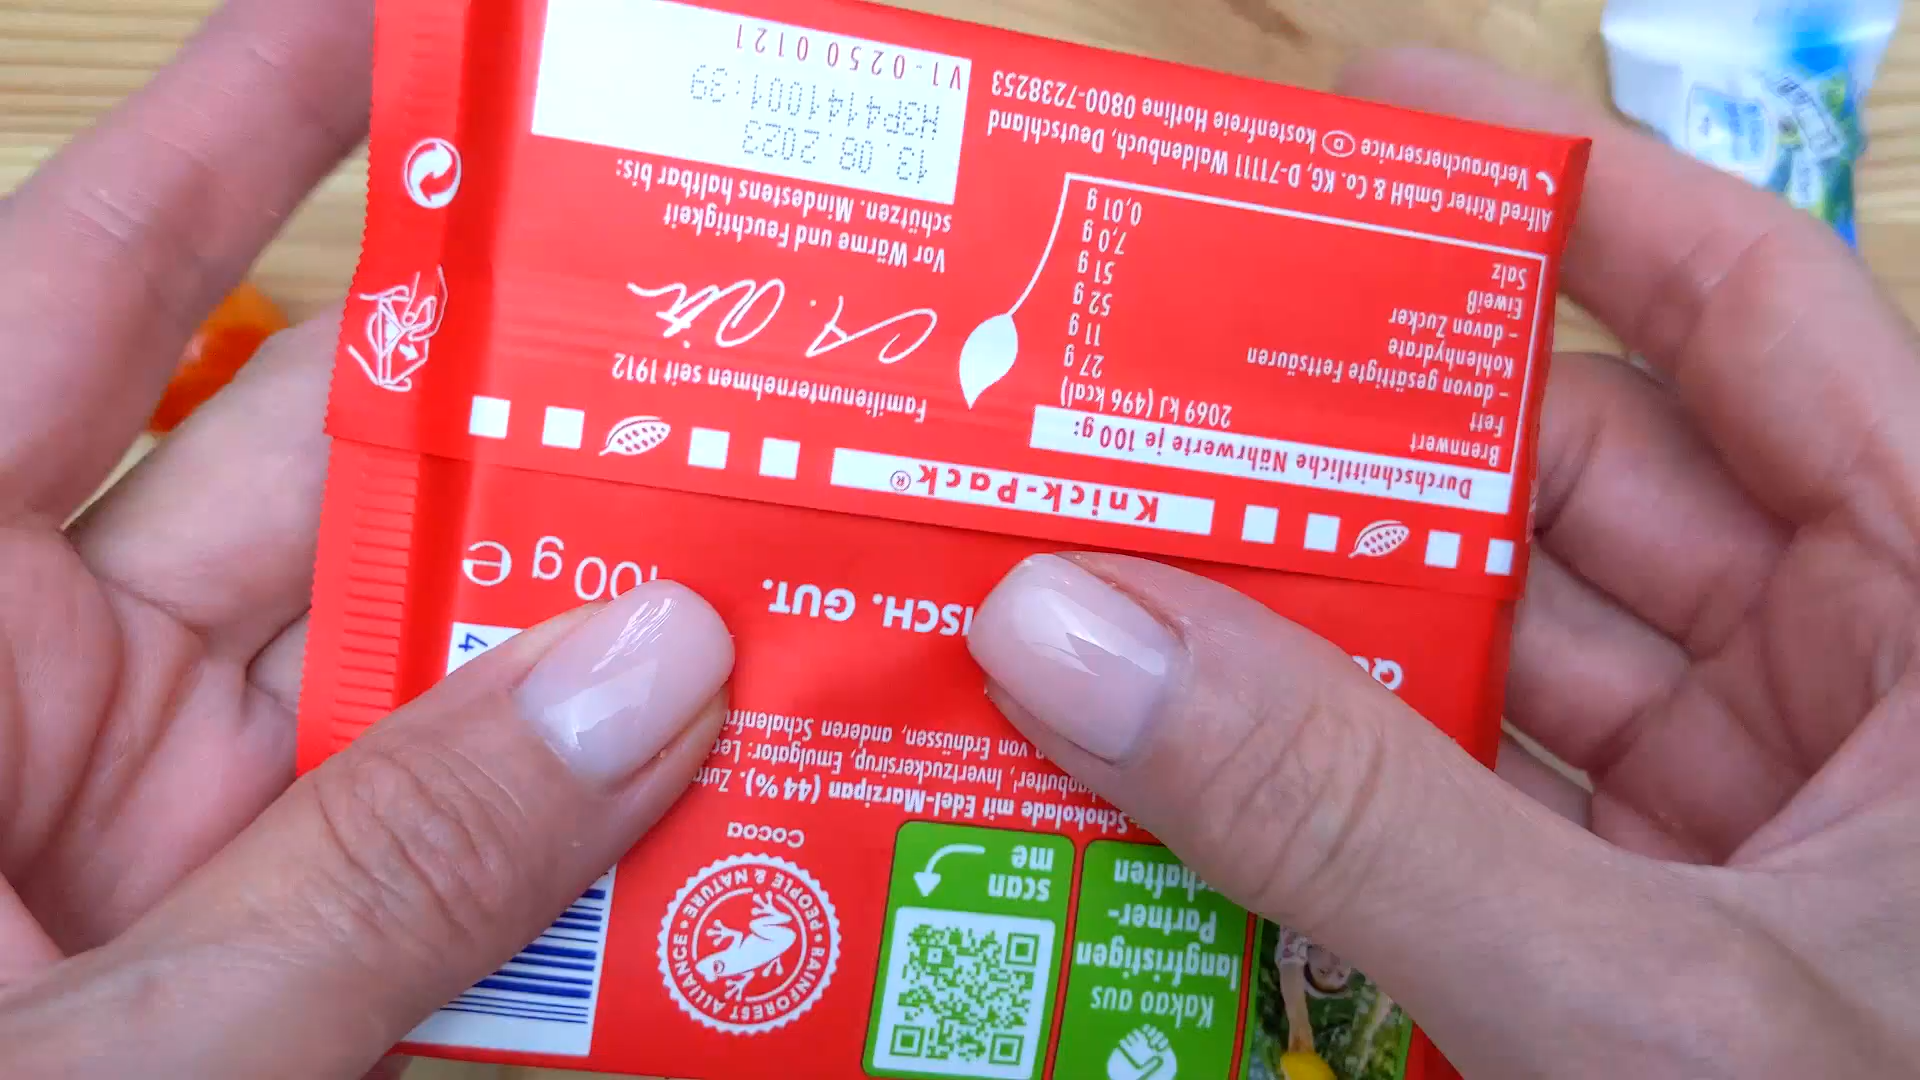 Kakao aus
langfristigen
Partner-
chaften
scan
me
PEOPLE & NATURE • RAINFOREST ALLIANCE •
Cocoa
Schokolade mit Edel-Marzipan (44 %).
Invertzuckersirup, Emulgator:
von Erdnüssen, anderen
4
ISCH. GUT.
100 g ℮
Knick-Pack®
Durchschnittliche Nährwerte je 100 g:
Brennwert 2069 kJ (496 kcal)
Fett 27 g
- davon gesättigte Fettsäuren 11 g
Kohlenhydrate 52 g
- davon Zucker 51 g
Eiweiß 7,0 g
Salz 0,01 g
Alfred Ritter GmbH & Co. KG, D-71111 Waldenbuch, Deutschland
Verbraucherservice D kostenfreie Hotline 0800-7238253
Familienunternehmen seit 1912
A. Ritter
Vor Wärme und Feuchtigkeit
schützen. Mindestens haltbar bis:
13.08.2023
H3P441001:39
V1-0250 0121